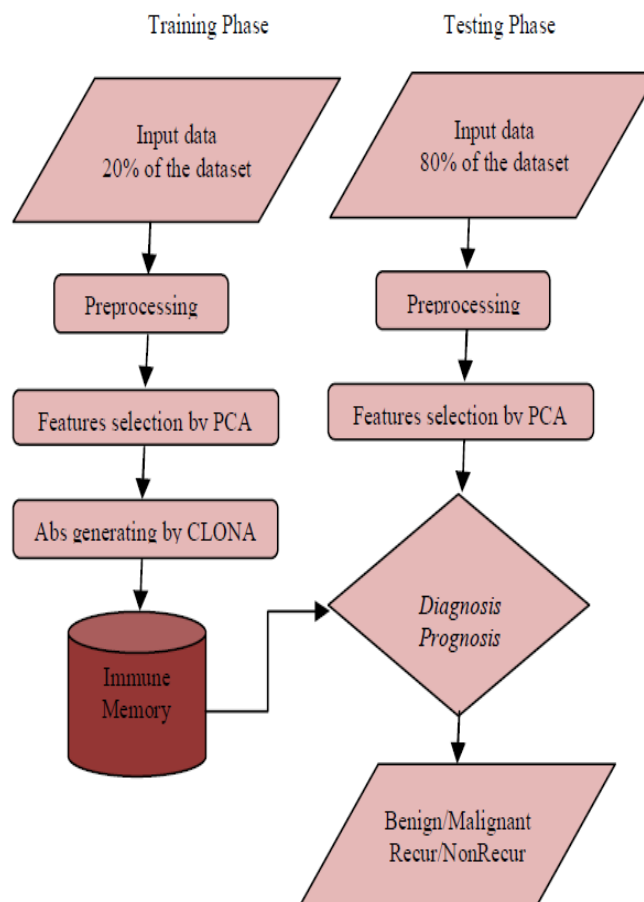 Training Phase
Testing Phase
Input data
20% of the dataset
Input data
80% of the dataset
Preprocessing
Preprocessing
Features selection by PCA
Features selection by PCA
Abs generating by CLONA
Immune
Memory
Diagnosis
Prognosis
Benign/Malignant
Recur/NonRecur